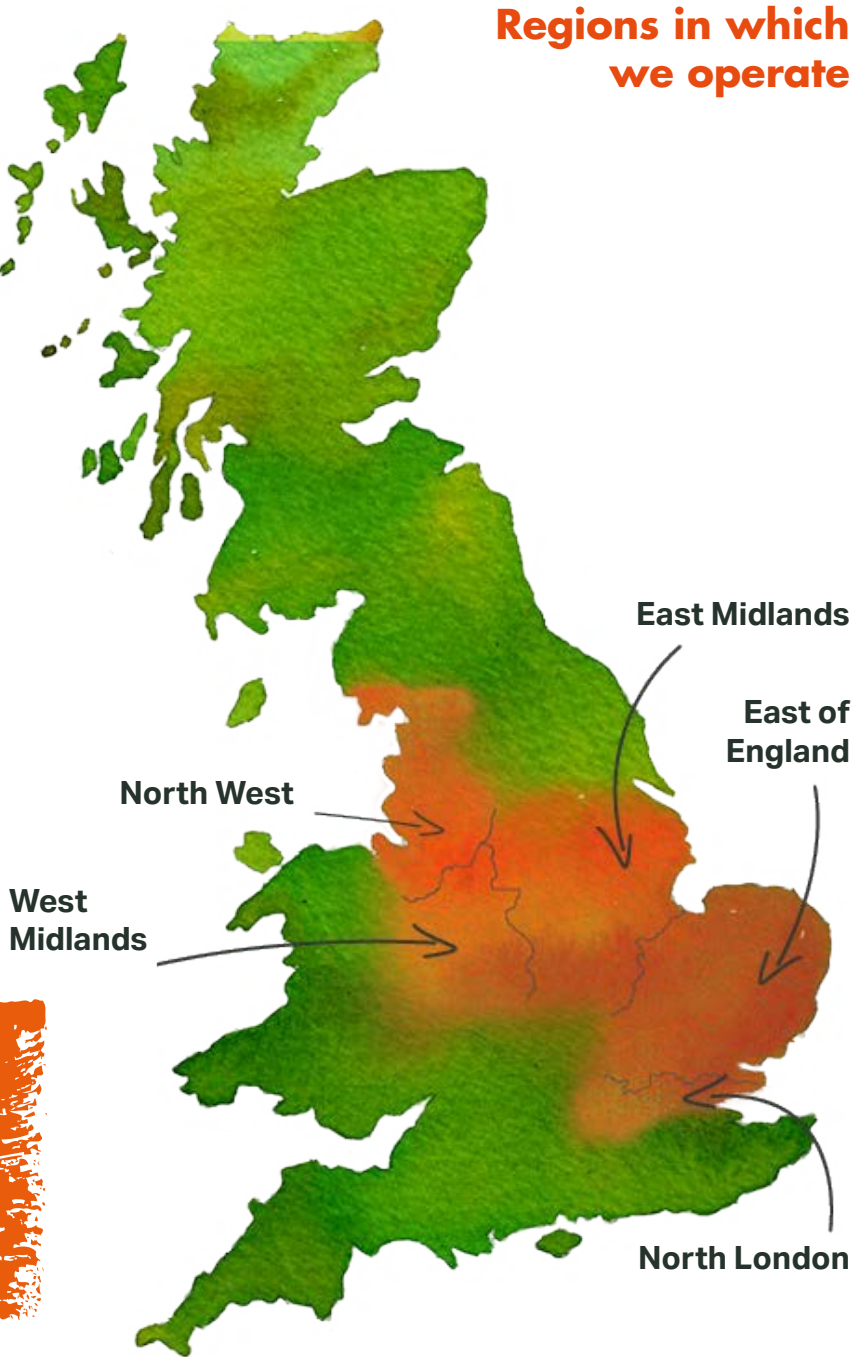 Regions in which
we operate
East Midlands
East of
England
North West
West
Midlands
North London